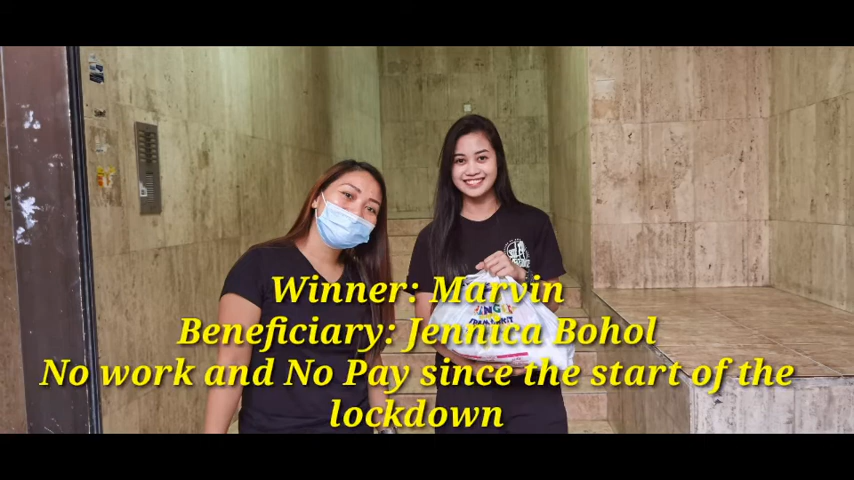 Winner: Marvin
Beneficiary: Jennica Bohol
No work and No Pay since the start of the
lockdown